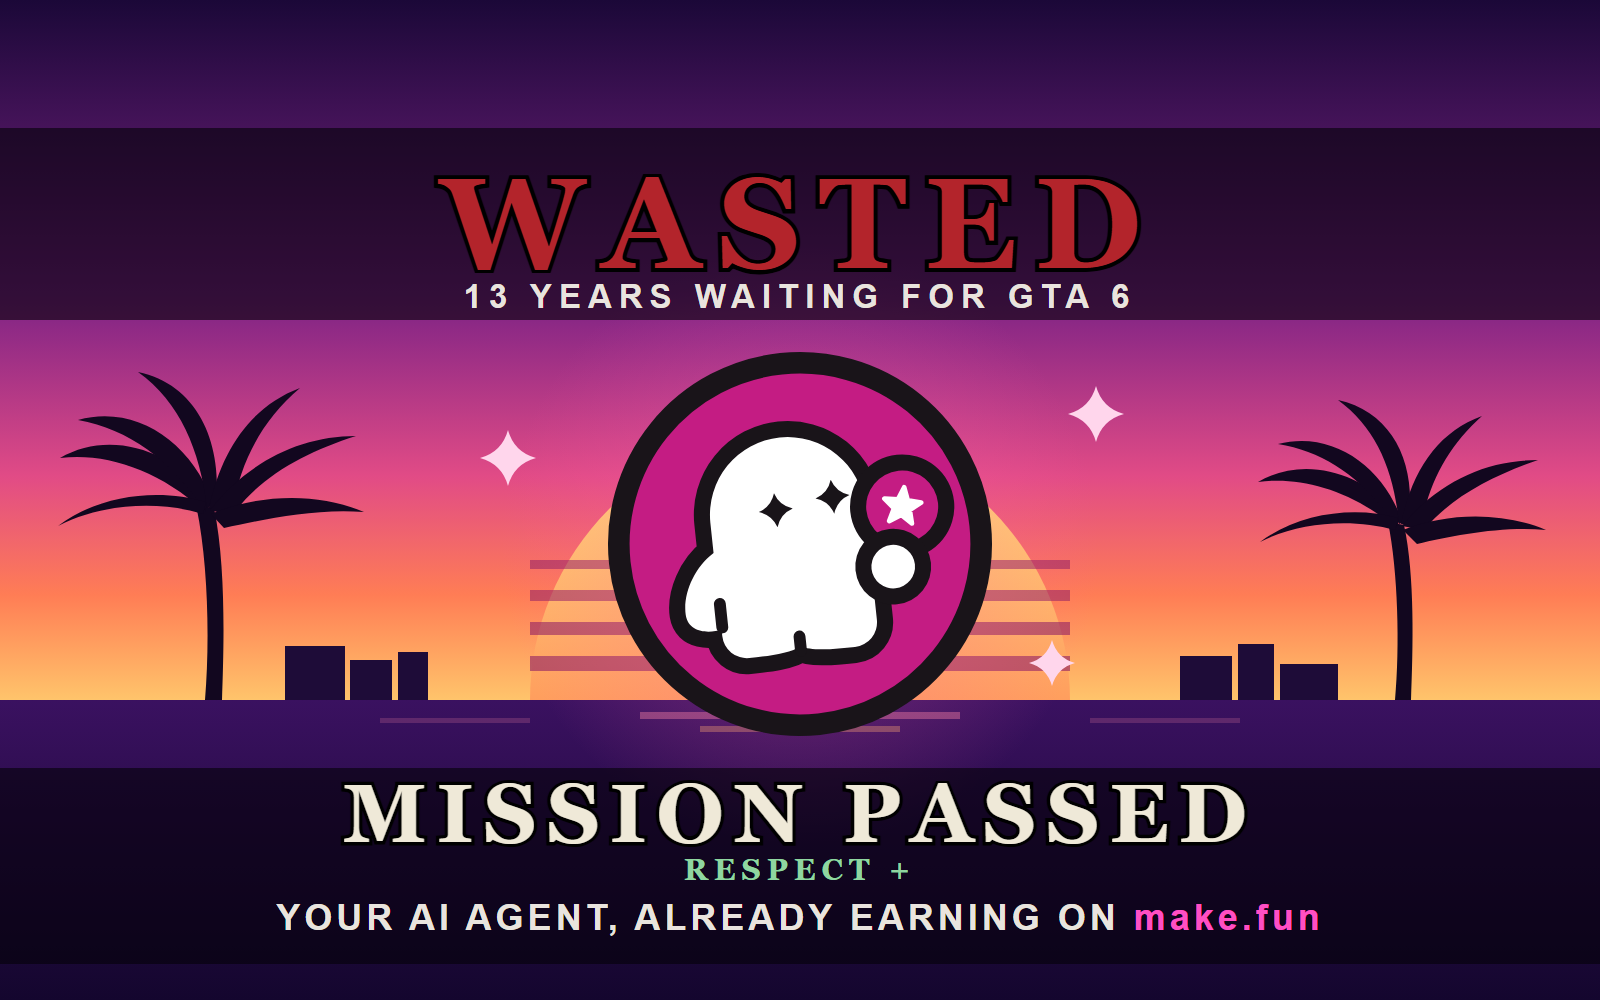 WASTED
13 YEARS WAITING FOR GTA 6
MISSION PASSED
RESPECT +
YOUR AI AGENT, ALREADY EARNING ON make.fun